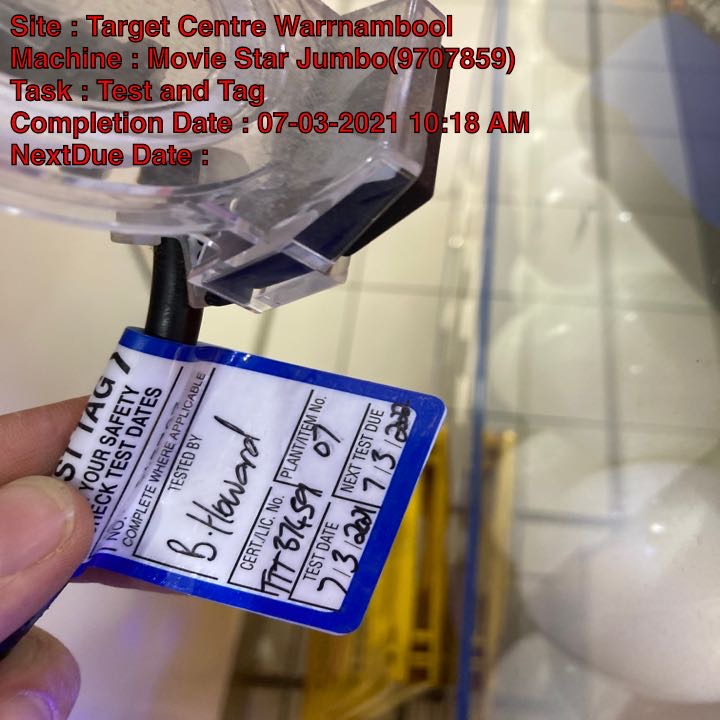 Site : Target Centre Warrnambool
Machine : Movie Star Jumbo(9707859)
Task : Test and Tag
Completion Date : 07-03-2021 10:18 AM
NextDue Date :
TAG
YOUR SAFETY
CHECK TEST DATES
NO.
COMPLETE WHERE APPLICABLE
TESTED BY
B. Howard
CERT./LIC. No. PLANT/ITEM No.
07
TEST DATE NEXT TEST DUE
7/3/2021 7/3/